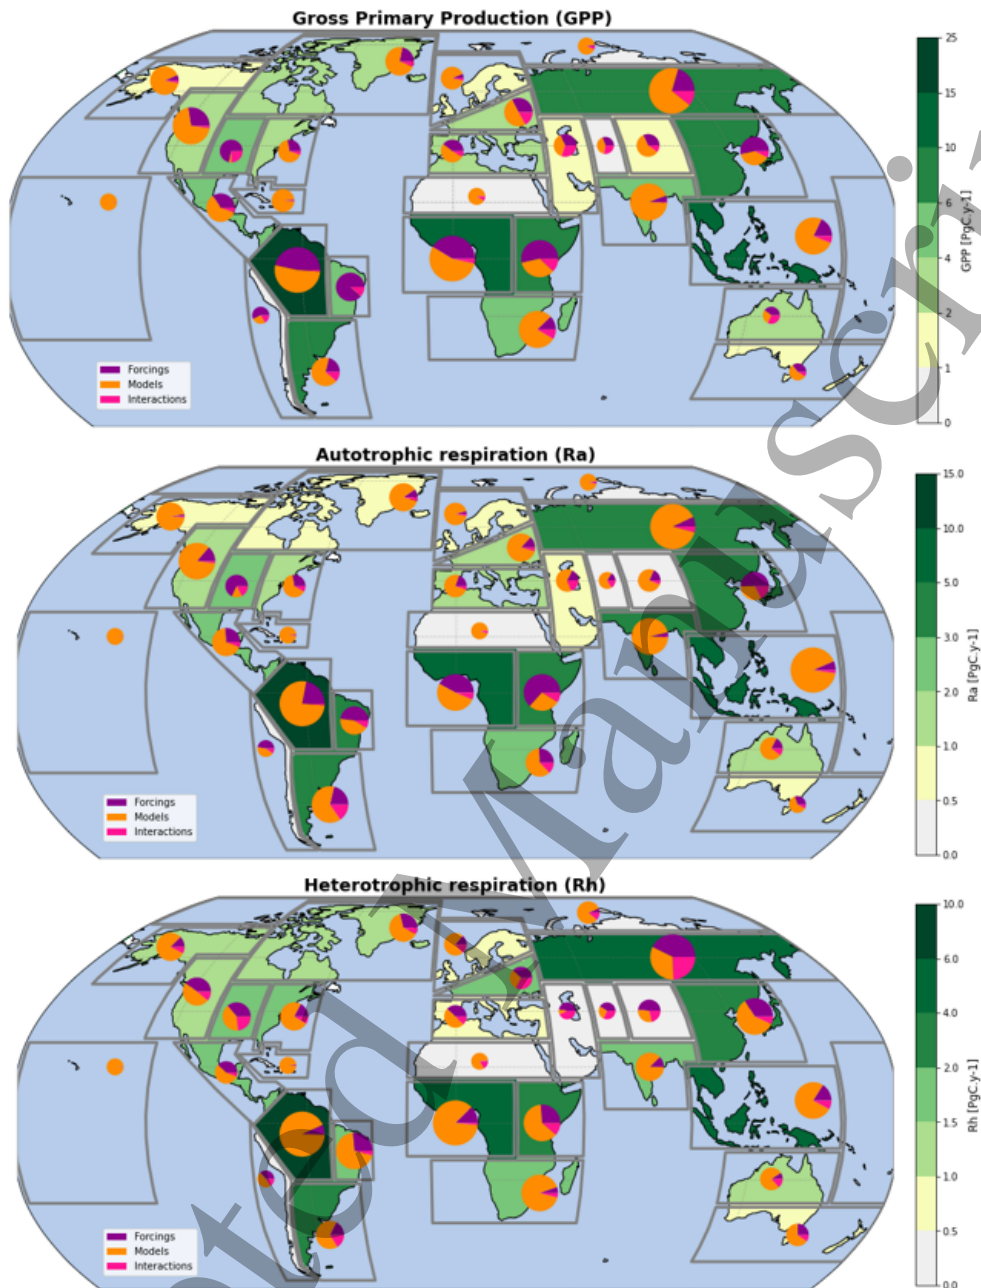 Gross Primary Production (GPP)
Forcings
Models
Interactions
25
15
10
6
4
2
1
0
GPP [PgC.y-1]
Autotrophic respiration (Ra)
Forcings
Models
Interactions
15.0
10.0
5.0
3.0
2.0
1.0
0.5
0.0
Ra [PgC.y-1]
Heterotrophic respiration (Rh)
Forcings
Models
Interactions
10.0
6.0
4.0
2.0
1.5
1.0
0.5
0.0
Rh [PgC.y-1]
ted Manuscri